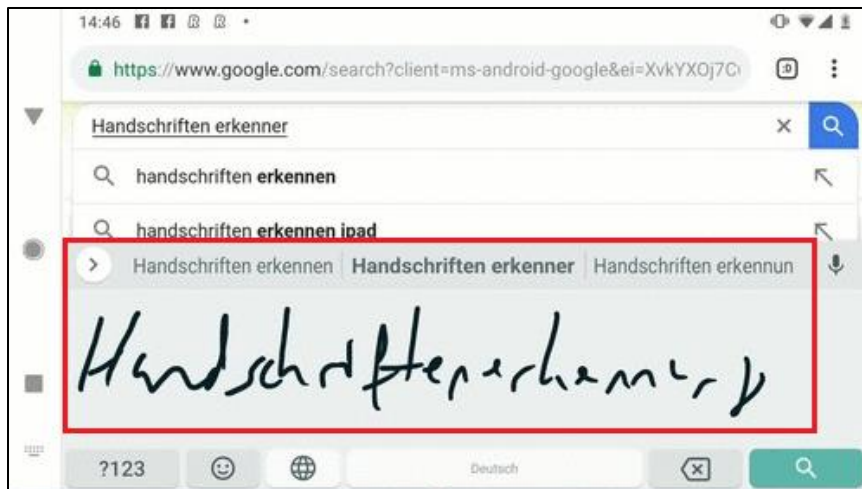 14:46
https://www.google.com/search?client=ms-android-google&ei=XvkYXOj7C
:D
Handschriften erkenner
handschriften erkennen
handschriften erkennen ipad
Handschriften erkennen Handschriften erkenner Handschriften erkennun
Handschriftenerkennung
?123 Deutsch